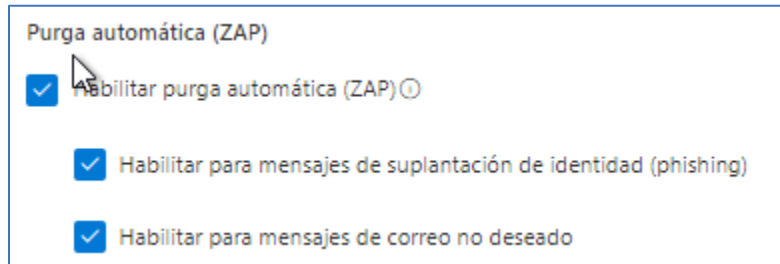 Purga automática (ZAP)
Habilitar purga automática (ZAP)
Habilitar para mensajes de suplantación de identidad (phishing)
Habilitar para mensajes de correo no deseado